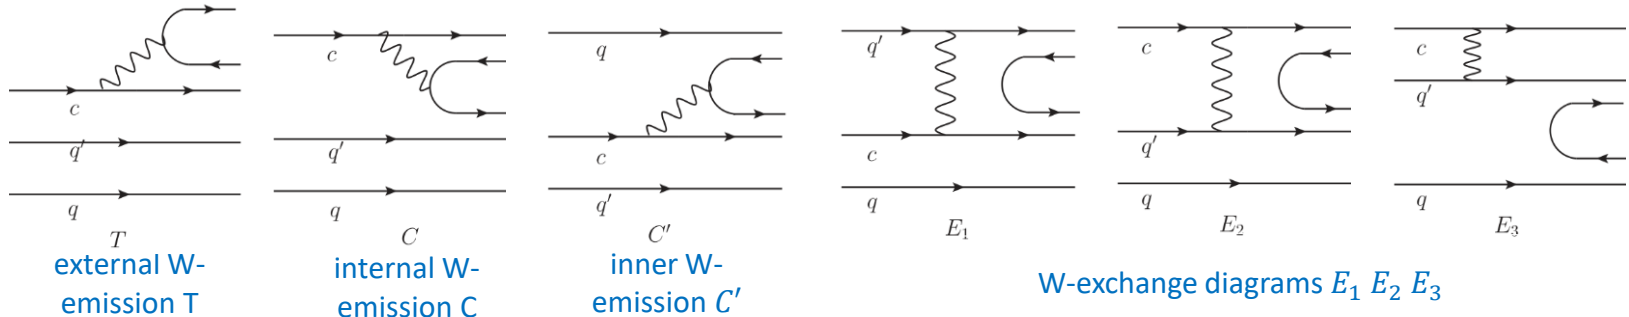 c
q′
q
T
external W-
emission T
c
q′
q
C
internal W-
emission C
q
c
q′
C′
inner W-
emission C′
q′
c
q
E₁
c
q′
q
E₂
c
q′
q
E₃
W-exchange diagrams E₁ E₂ E₃